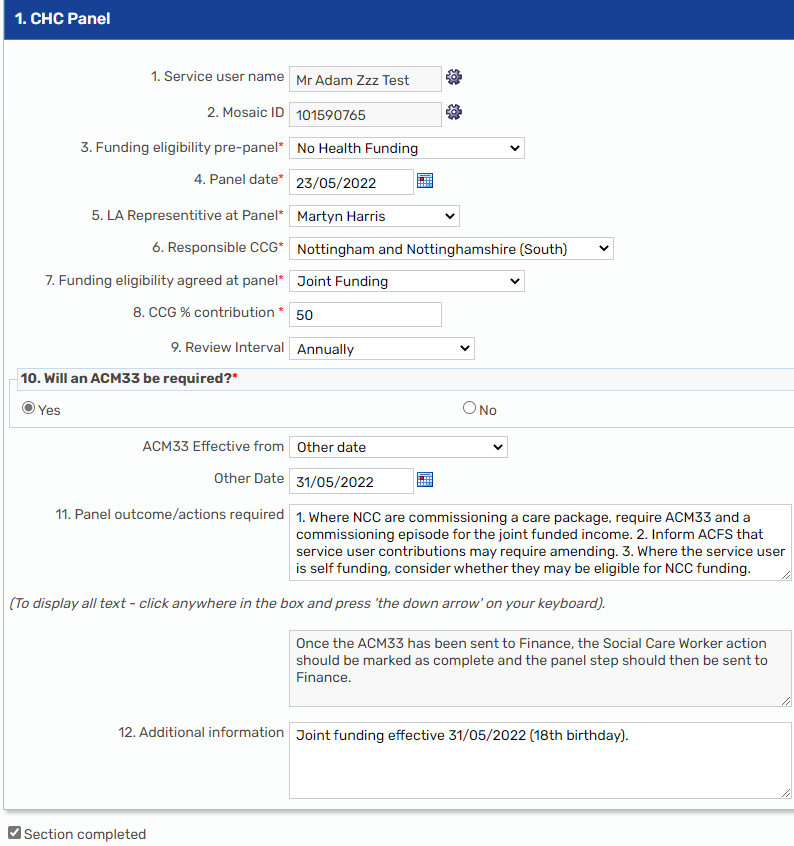 1. CHC Panel
1. Service user name Mr Adam Zzz Test
2. Mosaic ID 101590765
3. Funding eligibility pre-panel* No Health Funding
4. Panel date* 23/05/2022
5. LA Representitive at Panel* Martyn Harris
6. Responsible CCG* Nottingham and Nottinghamshire (South)
7. Funding eligibility agreed at panel* Joint Funding
8. CCG % contribution * 50
9. Review Interval Annually
10. Will an ACM33 be required?*
Yes No
ACM33 Effective from Other date
Other Date 31/05/2022
11. Panel outcome/actions required 1. Where NCC are commissioning a care package, require ACM33 and a
commissioning episode for the joint funded income. 2. Inform ACFS that
service user contributions may require amending. 3. Where the service user
is self funding, consider whether they may be eligible for NCC funding.
(To display all text - click anywhere in the box and press 'the down arrow' on your keyboard).
Once the ACM33 has been sent to Finance, the Social Care Worker action
should be marked as complete and the panel step should then be sent to
Finance.
12. Additional information Joint funding effective 31/05/2022 (18th birthday).
Section completed